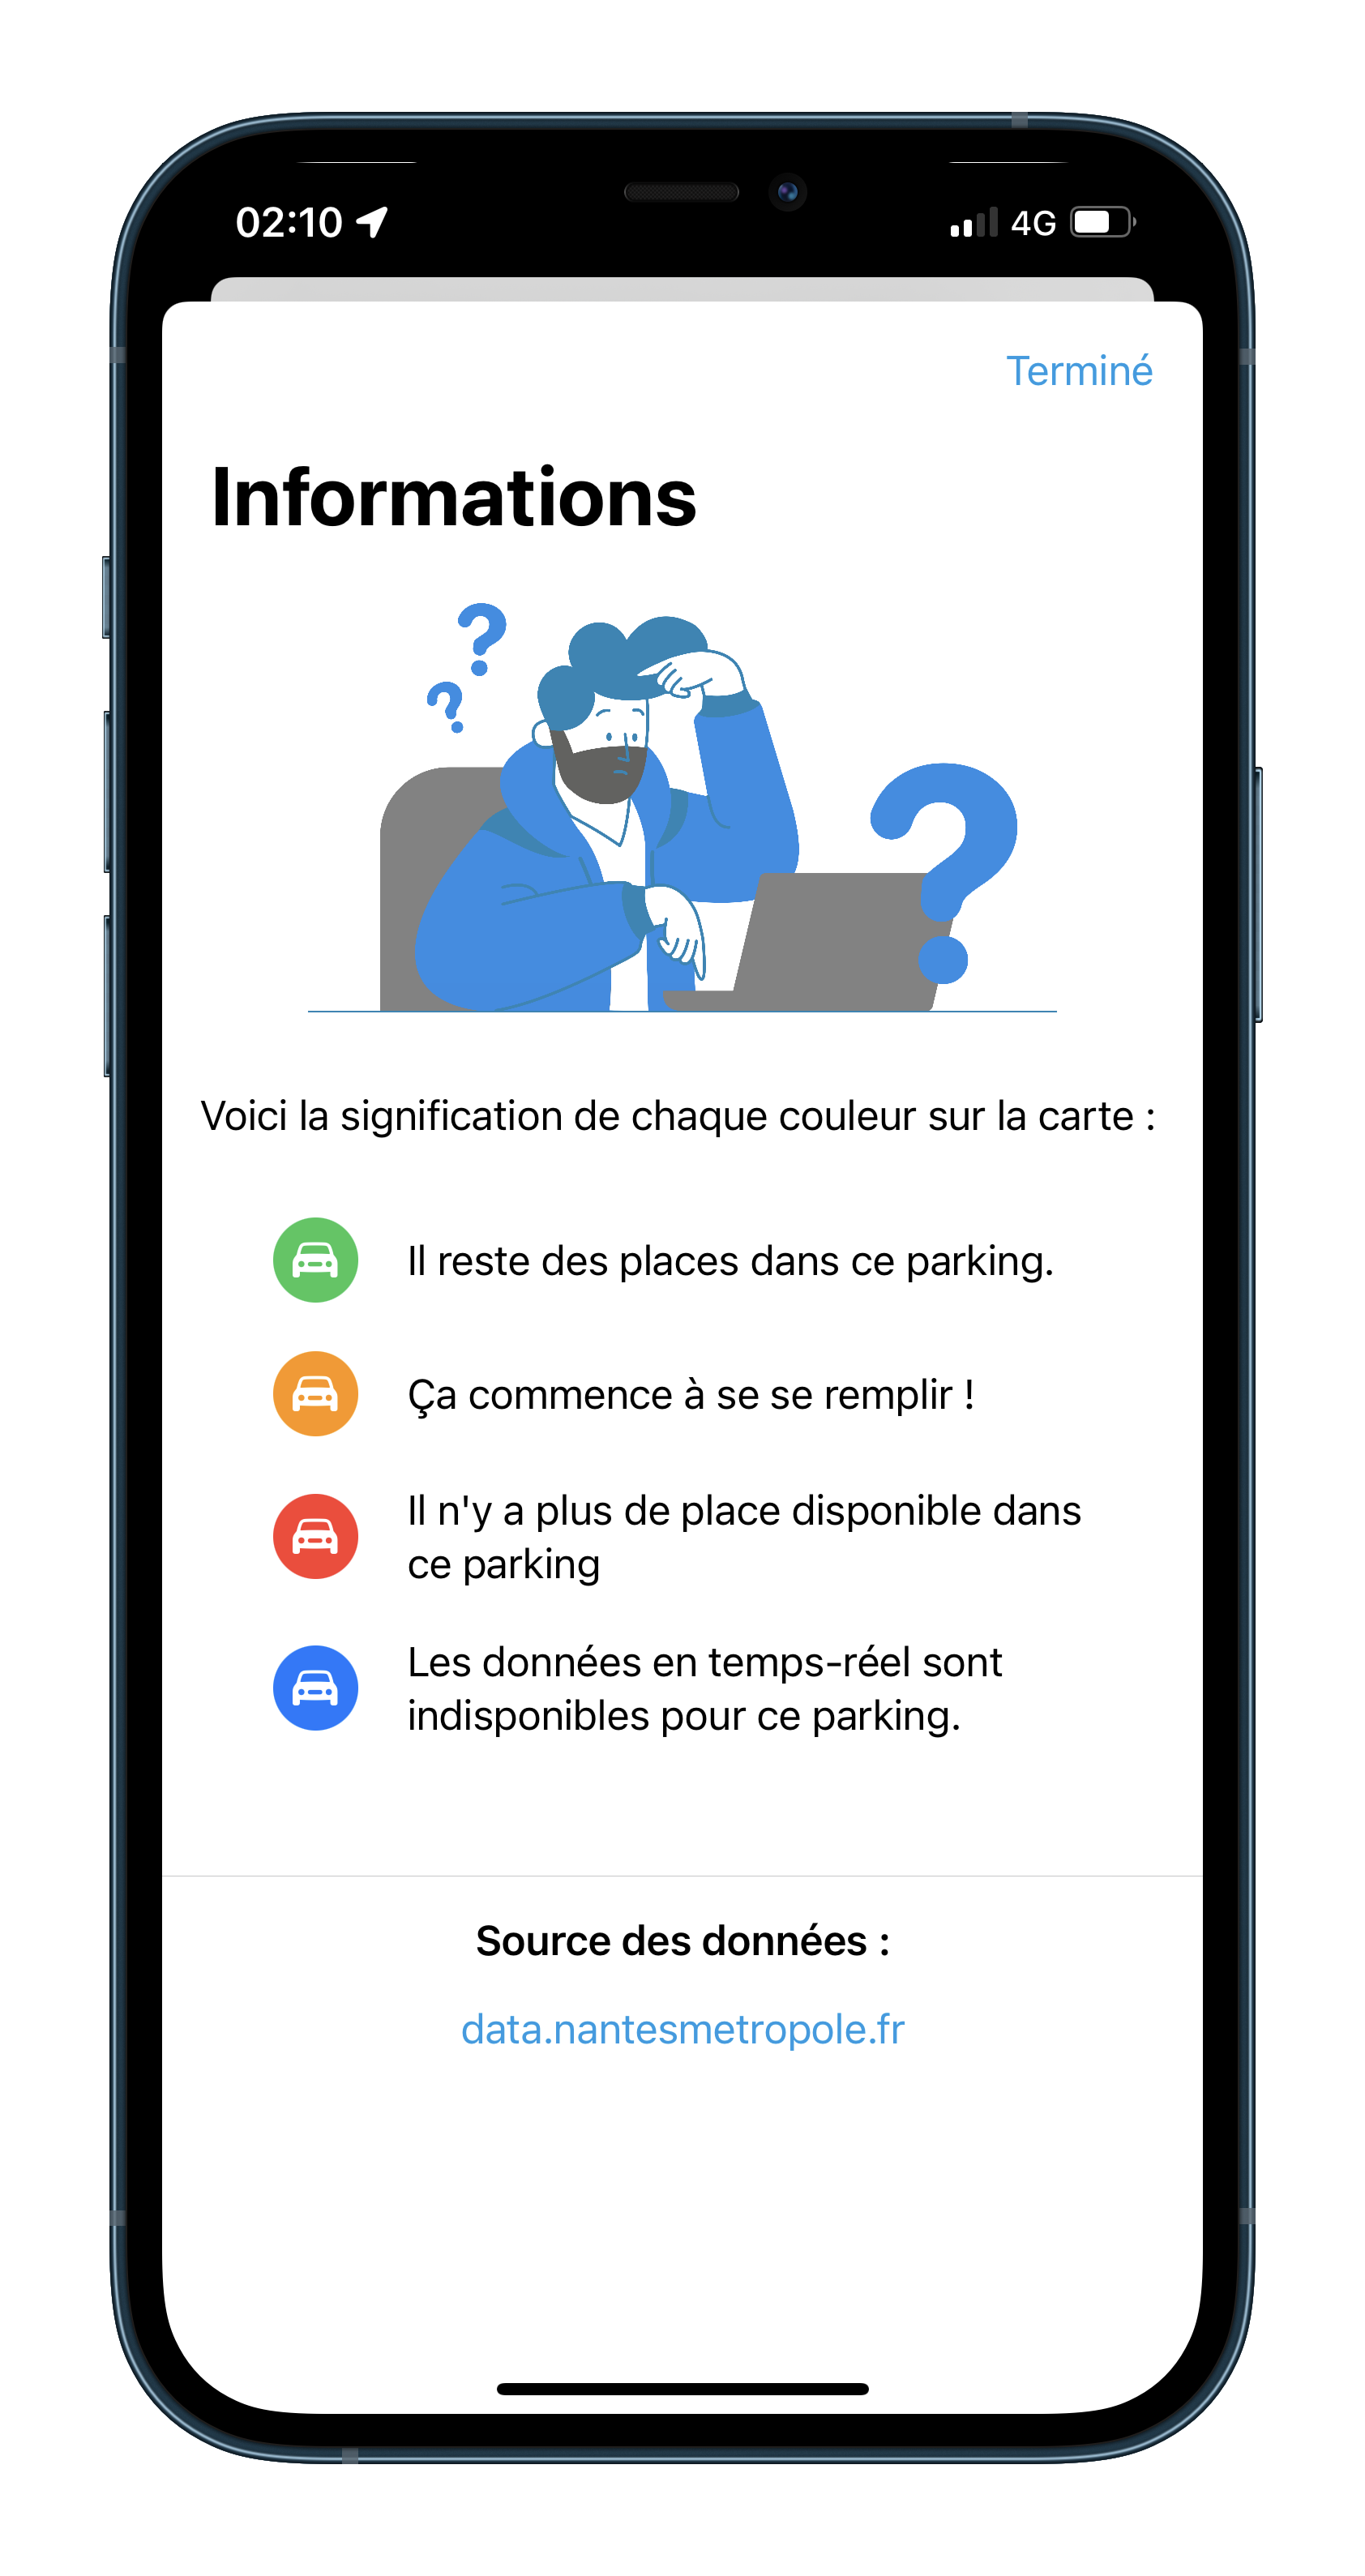 02:10
4G
Terminé
Informations
Voici la signification de chaque couleur sur la carte :
Il reste des places dans ce parking.
Ça commence à se se remplir !
Il n'y a plus de place disponible dans
ce parking
Les données en temps-réel sont
indisponibles pour ce parking.
Source des données :
data.nantesmetropole.fr